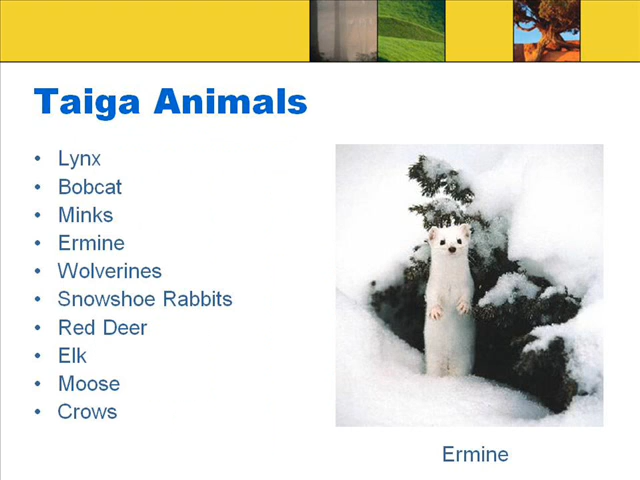 Taiga Animals
• Lynx
• Bobcat
• Minks
• Ermine
• Wolverines
• Snowshoe Rabbits
• Red Deer
• Elk
• Moose
• Crows
Ermine